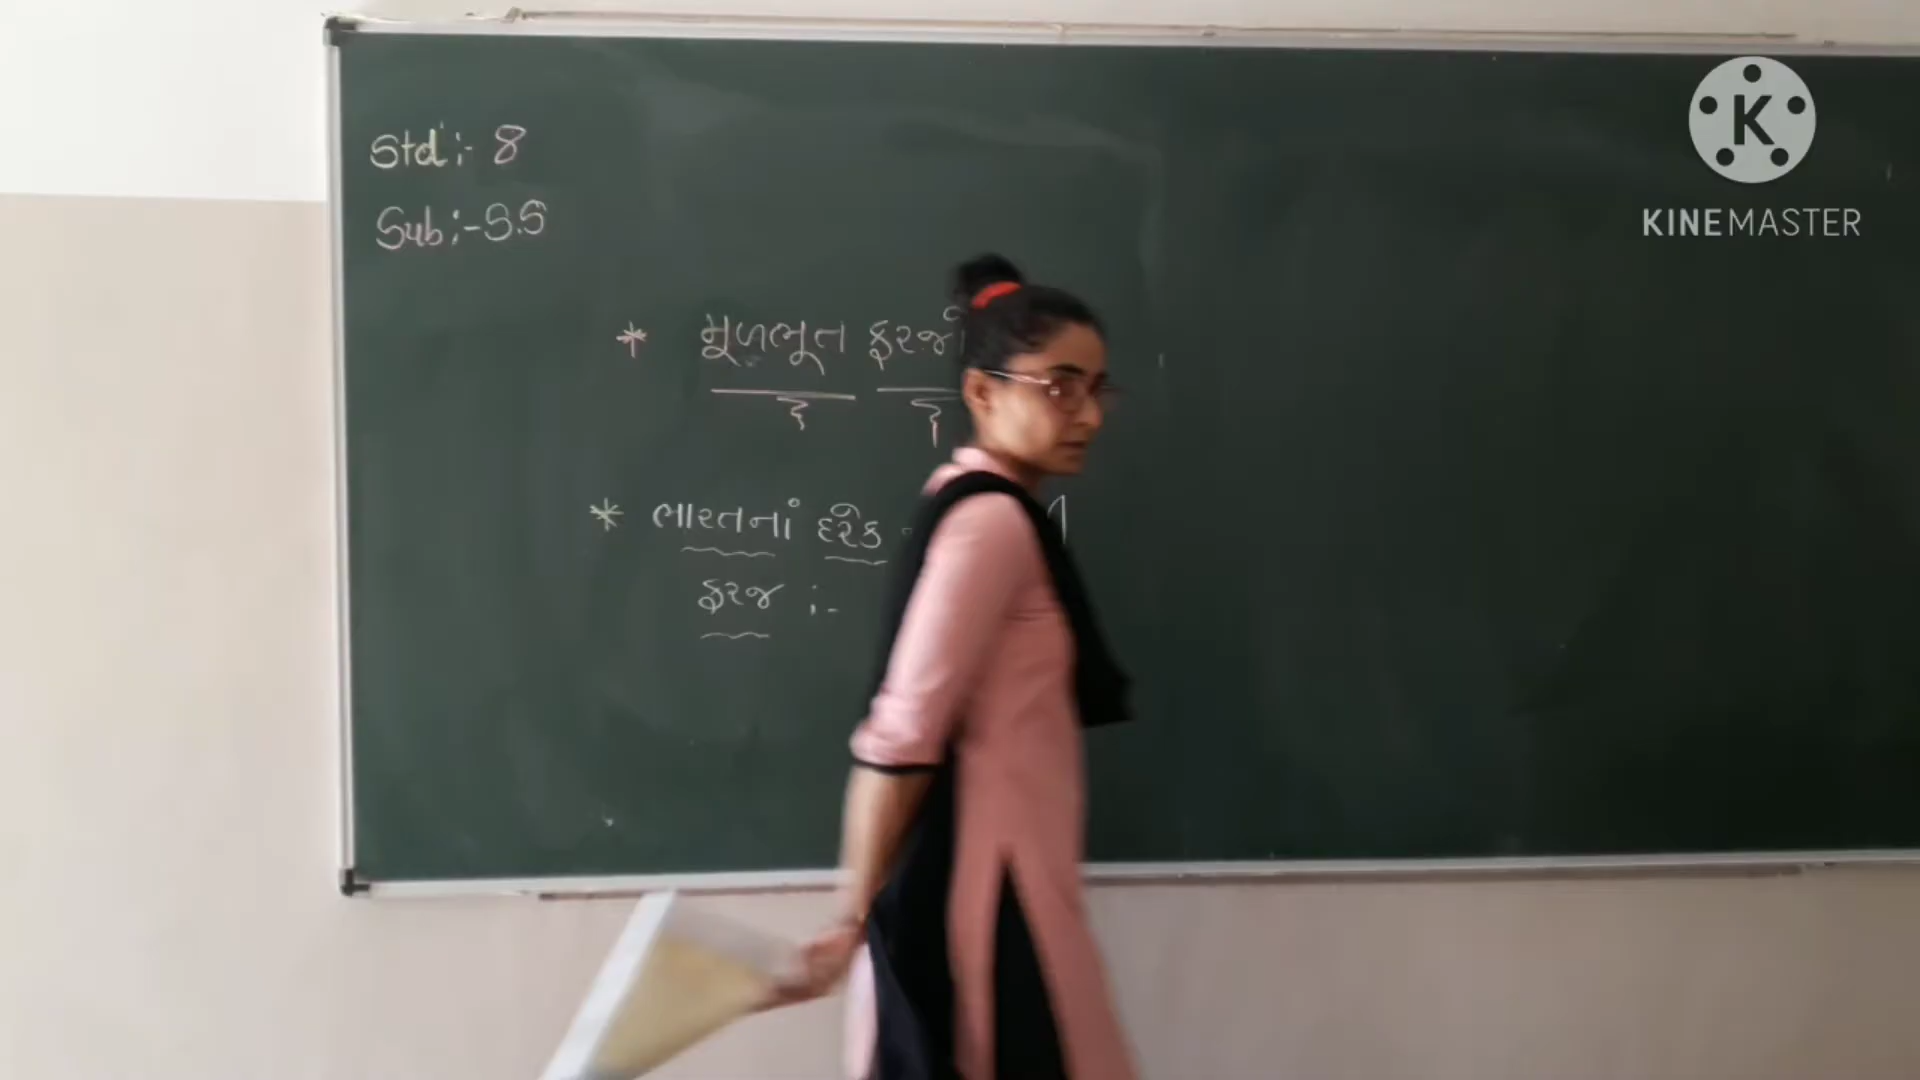 Std :- 8
Sub :- S.S
* મૂળભૂત ફરજો
* ભારતનાં દરેક
ફરજ :-
K
KINEMASTER